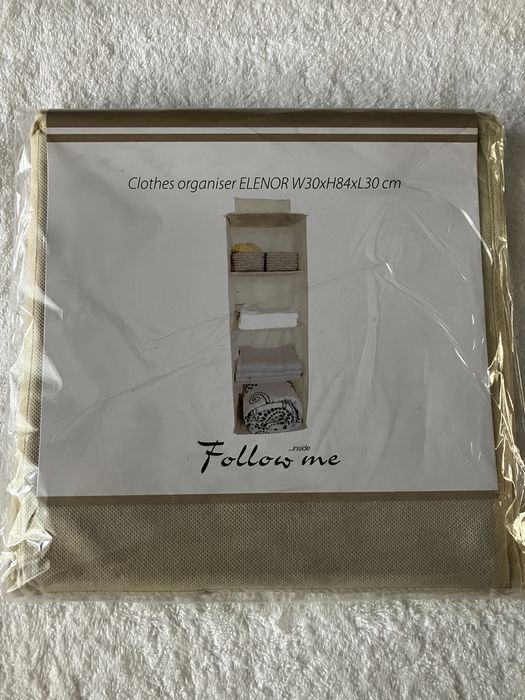 Clothes organiser ELENOR W30xH84xL30 cm
...inside
Follow me